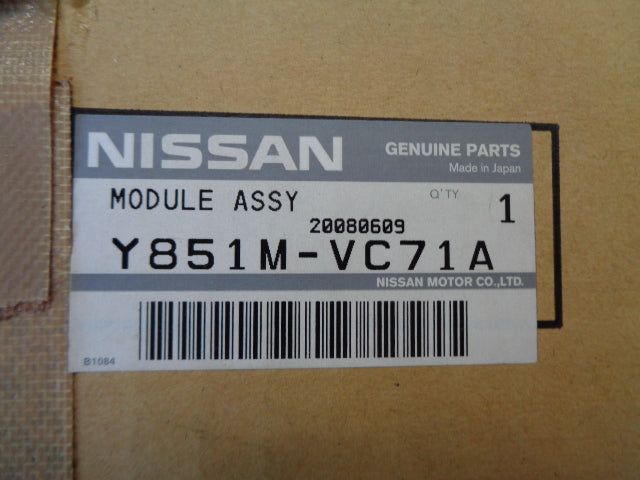 NISSAN
GENUINE PARTS
Made in Japan
MODULE ASSY
Q'TY
1
20080609
Y851M-VC71A
NISSAN MOTOR CO.,LTD.
B1084